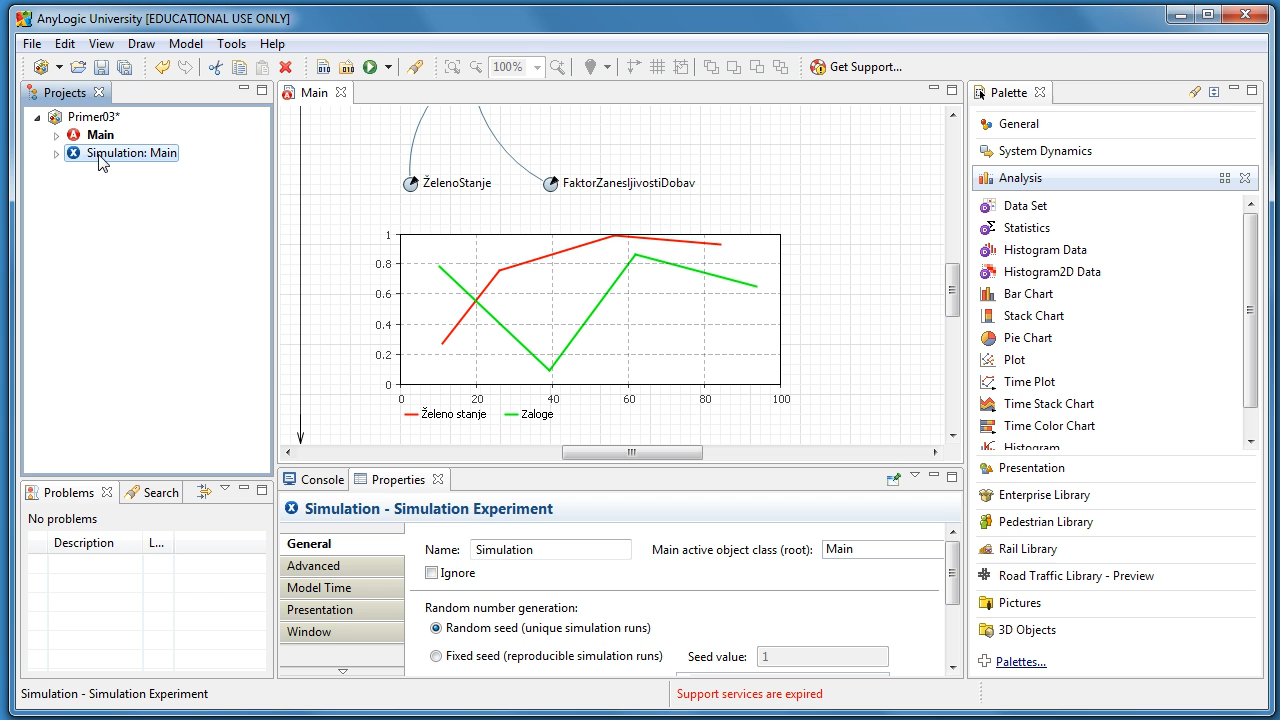 AnyLogic University [EDUCATIONAL USE ONLY]
File Edit View Draw Model Tools Help
100% Get Support...
Projects
Primer03*
Main
Simulation: Main
Main
ŽelenoStanje FaktorZanesljivostiDobav
1
0.8
0.6
0.4
0.2
0
0 20 40 60 80 100
Želeno stanje Zaloge
Palette
General
System Dynamics
Analysis
Data Set
Statistics
Histogram Data
Histogram2D Data
Bar Chart
Stack Chart
Pie Chart
Plot
Time Plot
Time Stack Chart
Time Color Chart
Histogram
Presentation
Enterprise Library
Pedestrian Library
Rail Library
Road Traffic Library - Preview
Pictures
3D Objects
Palettes...
Problems Search
No problems
Description L...
Console Properties
Simulation - Simulation Experiment
General
Advanced
Model Time
Presentation
Window
Name: Simulation Main active object class (root): Main
Ignore
Random number generation:
Random seed (unique simulation runs)
Fixed seed (reproducible simulation runs) Seed value: 1
Simulation - Simulation Experiment Support services are expired